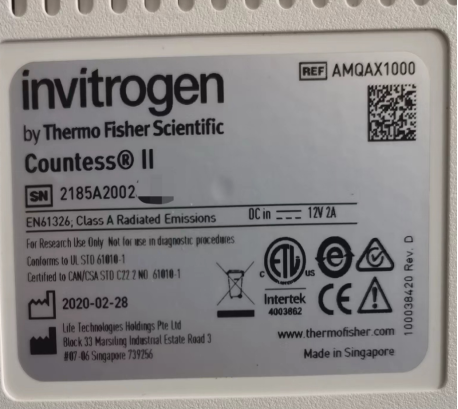 invitrogen
by Thermo Fisher Scientific
Countess® II
REF AMQAX1000
SN 2185A2002
EN61326; Class A Radiated Emissions
DC in 12V 2A
For Research Use Only Not for use in diagnostic procedures
Conforms to UL STD 61010-1
Certified to CAN/CSA STD C22.2 NO. 61010-1
2020-02-28
Life Technologies Holdings Pte Ltd
Block 33 Marsiling Industrial Estate Road 3
#07-06 Singapore 739256
c ETL us
Intertek
4003862
e
CE
www.thermofisher.com
Made in Singapore
100038420 Rev. D